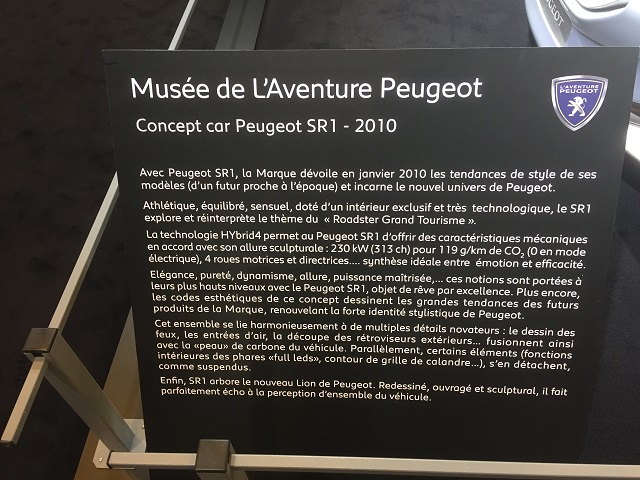 Musée de L'Aventure Peugeot
Concept car Peugeot SR1 - 2010
L'AVENTURE
PEUGEOT
PEUGEOT
Avec Peugeot SR1, la Marque dévoile en janvier 2010 les tendances de style de ses
modèles (d'un futur proche à l'époque) et incarne le nouvel univers de Peugeot.
Athlétique, équilibré, sensuel, doté d'un intérieur exclusif et très technologique, le SR1
explore et réinterprète le thème du « Roadster Grand Tourisme ».
La technologie HYbrid4 permet au Peugeot SR1 d'offrir des caractéristiques mécaniques
en accord avec son allure sculpturale : 230 kW (313 ch) pour 119 g/km de CO₂ (0 en mode
électrique), 4 roues motrices et directrices.... synthèse idéale entre émotion et efficacité.
Elégance, pureté, dynamisme, allure, puissance maîtrisée,... ces notions sont portées à
leurs plus hauts niveaux avec le Peugeot SR1, objet de rêve par excellence. Plus encore,
les codes esthétiques de ce concept dessinent les grandes tendances des futurs
produits de la Marque, renouvelant la forte identité stylistique de Peugeot.
Cet ensemble se lie harmonieusement à de multiples détails novateurs : le dessin des
feux, les entrées d'air, la découpe des rétroviseurs extérieurs... fusionnent ainsi
avec la «peau» de carbone du véhicule. Parallèlement, certains éléments (fonctions
intérieures des phares «full leds», contour de grille de calandre...), s'en détachent,
comme suspendus.
Enfin, SR1 arbore le nouveau Lion de Peugeot. Redessiné, ouvragé et sculptural, il fait
parfaitement écho à la perception d'ensemble du véhicule.